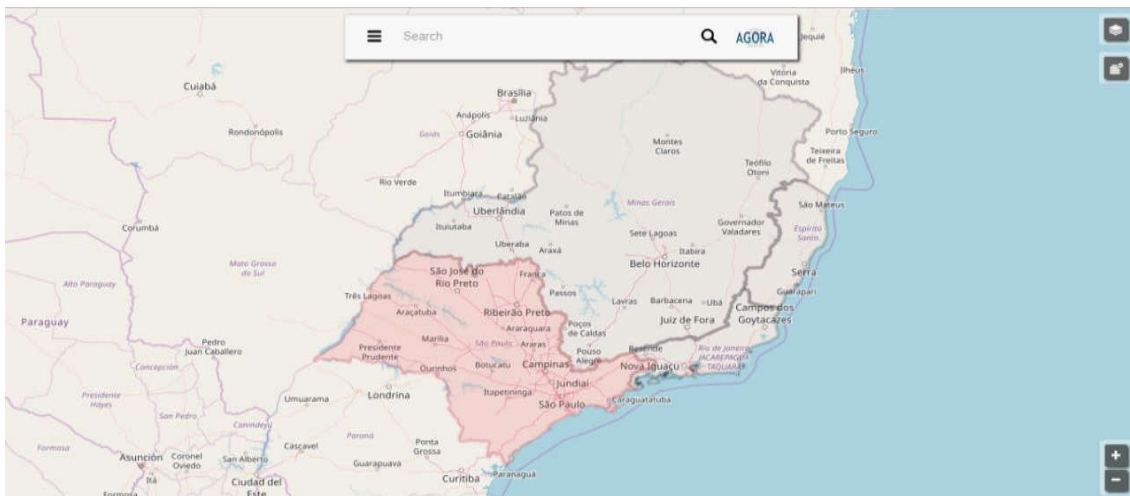 Search
AGORA
Jequié
Vitória
da Conquista
Ilhéus
Cuiabá
Brasília
Rondonópolis
Anápolis
Luziânia
Goiás
Goiânia
Porto Seguro
Montes
Claros
Teixeira
de Freitas
Teófilo
Otoni
Rio Verde
Itumbiara
Catalão
Minas Gerais
São Mateus
Uberlândia
Patos de
Minas
Corumbá
Ituiutaba
Governador
Valadares
Sete Lagoas
Espírito
Santo
Uberaba
Araxá
Itabira
Belo Horizonte
Mato Grosso
do Sul
São José do
Rio Preto
Franca
Serra
Alto Paraguay
Guarapari
Três Lagoas
Passos
Lavras
Barbacena
Ubá
Araçatuba
Ribeirão Preto
Campos dos
Goytacazes
Paraguay
Araraquara
Poços
de Caldas
Juiz de Fora
Pedro
Juan Caballero
Marília
São Paulo
Araras
Presidente
Prudente
Pouso
Alegre
Resende
Rio de Janeiro
JACAREPAGUÁ
TAQUARA
Concepción
Ourinhos
Botucatu
Campinas
Nova Iguaçu
Jundiaí
Presidente
Hayes
Umuarama
Londrina
Itapetininga
São Paulo
Caraguatatuba
San Pedro
Canindeyú
Formosa
Cascavel
Paraná
Ponta
Grossa
Asunción
Coronel
Oviedo
San Alberto
Guarapuava
Itá
Ciudad del
Este
Curitiba
Paranaguá
Formosa
+
−